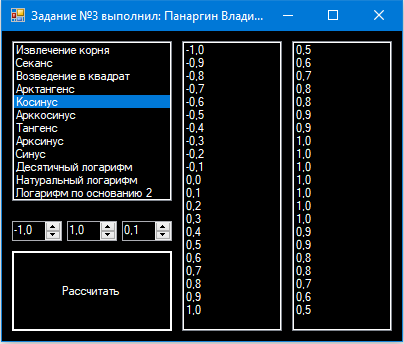 Задание №3 выполнил: Панаргин Влади...
Извлечение корня
Секанс
Возведение в квадрат
Арктангенс
Косинус
Арккосинус
Тангенс
Арксинус
Синус
Десятичный логарифм
Натуральный логарифм
Логарифм по основанию 2
-1,0 1,0 0,1
Рассчитать
-1,0
-0,9
-0,8
-0,7
-0,6
-0,5
-0,4
-0,3
-0,2
-0,1
0,0
0,1
0,2
0,3
0,4
0,5
0,6
0,7
0,8
0,9
1,0
0,5
0,6
0,7
0,8
0,8
0,9
0,9
1,0
1,0
1,0
1,0
1,0
1,0
1,0
0,9
0,9
0,8
0,8
0,7
0,6
0,5